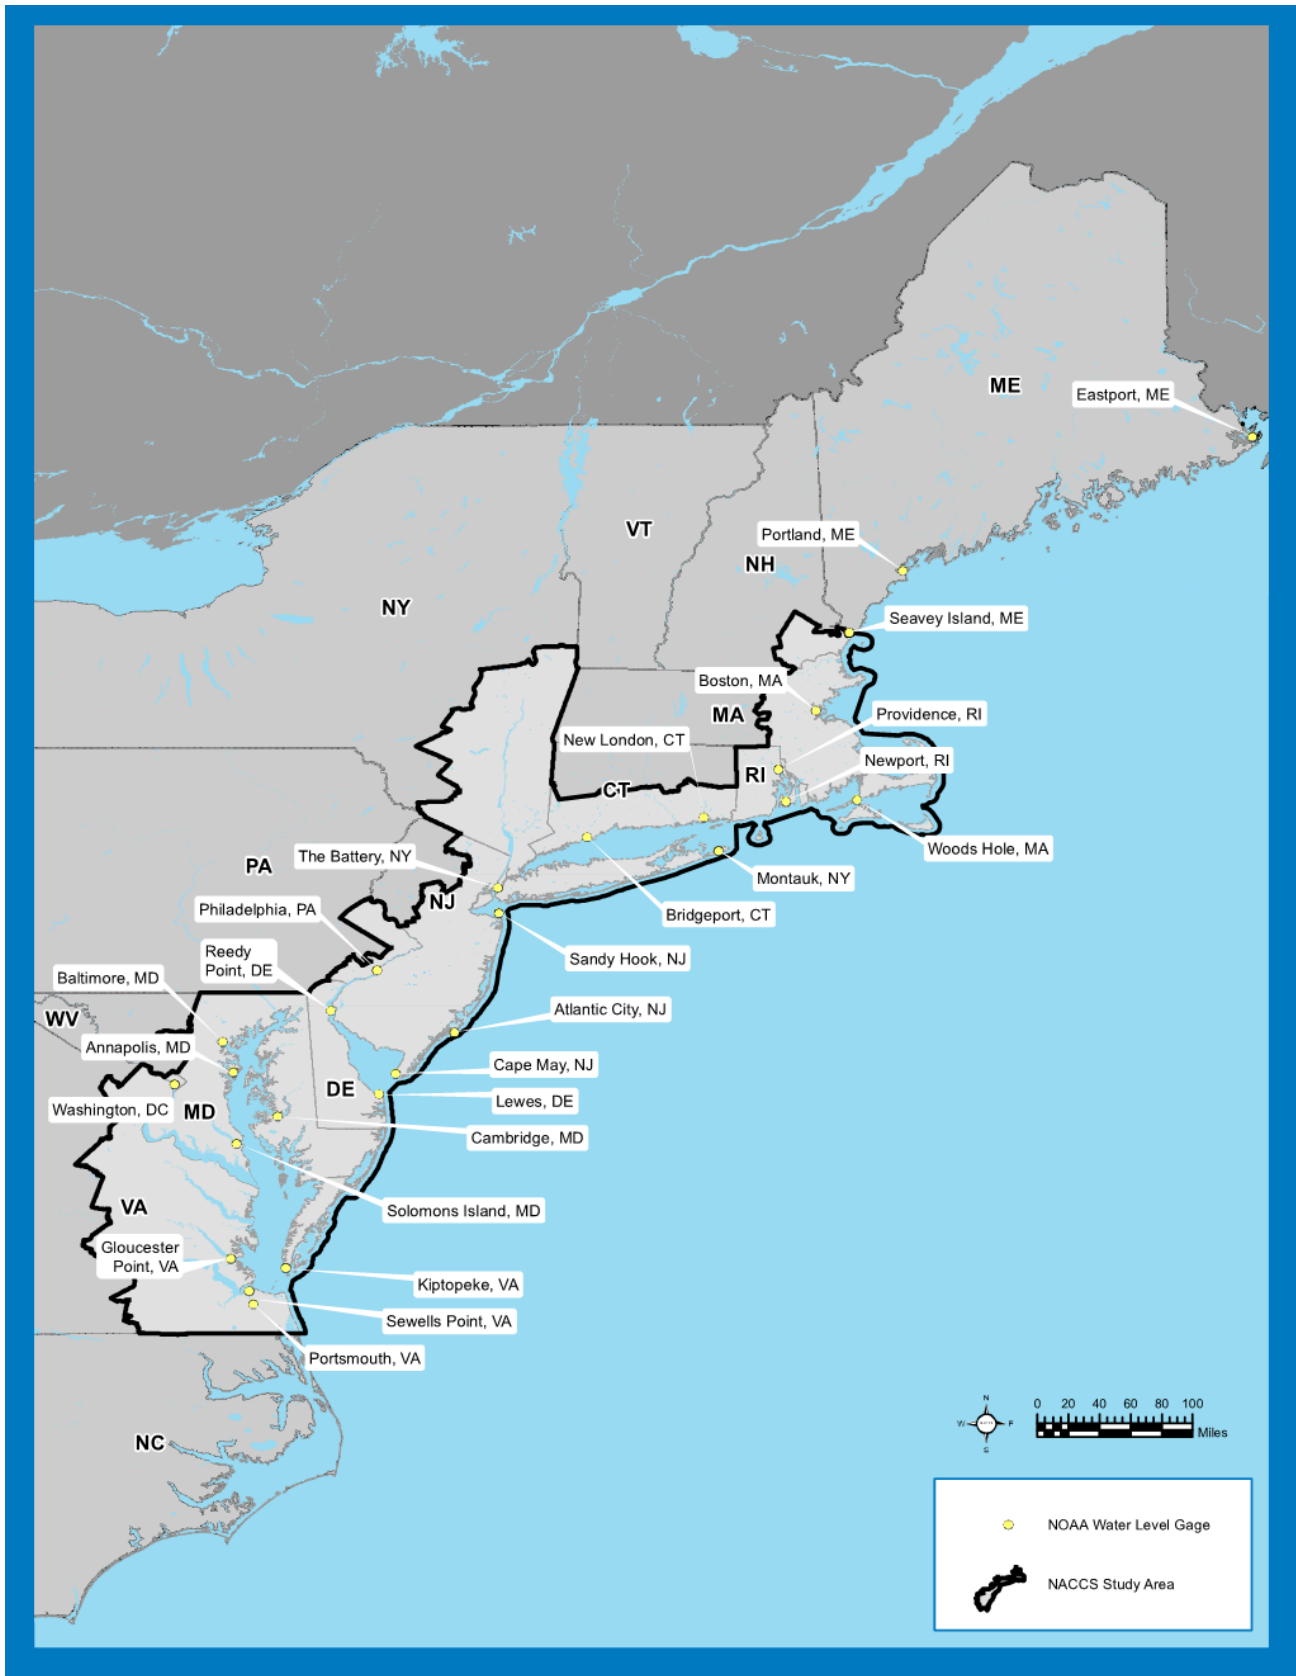 ME
Eastport, ME
VT
Portland, ME
NH
NY
Seavey Island, ME
Boston, MA
MA
Providence, RI
New London, CT
Newport, RI
RI
CT
Woods Hole, MA
The Battery, NY
PA
Montauk, NY
NJ
Philadelphia, PA
Bridgeport, CT
Reedy
Point, DE
Sandy Hook, NJ
Baltimore, MD
Atlantic City, NJ
WV
Annapolis, MD
Cape May, NJ
DE
Lewes, DE
Washington, DC
MD
Cambridge, MD
VA
Solomons Island, MD
Gloucester
Point, VA
Kiptopeke, VA
Sewells Point, VA
Portsmouth, VA
NC
N
W
E
S
0 20 40 60 80 100
Miles
NOAA Water Level Gage
NACCS Study Area